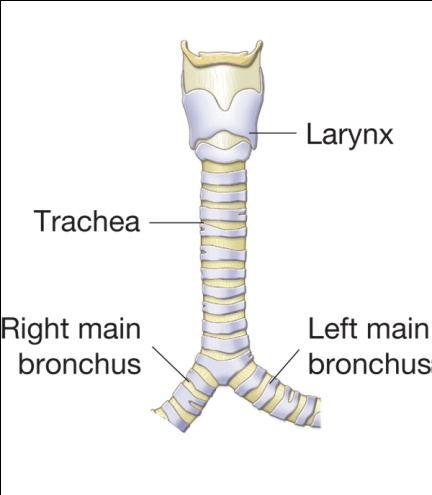 Larynx
Trachea
Right main
bronchus
Left main
bronchus